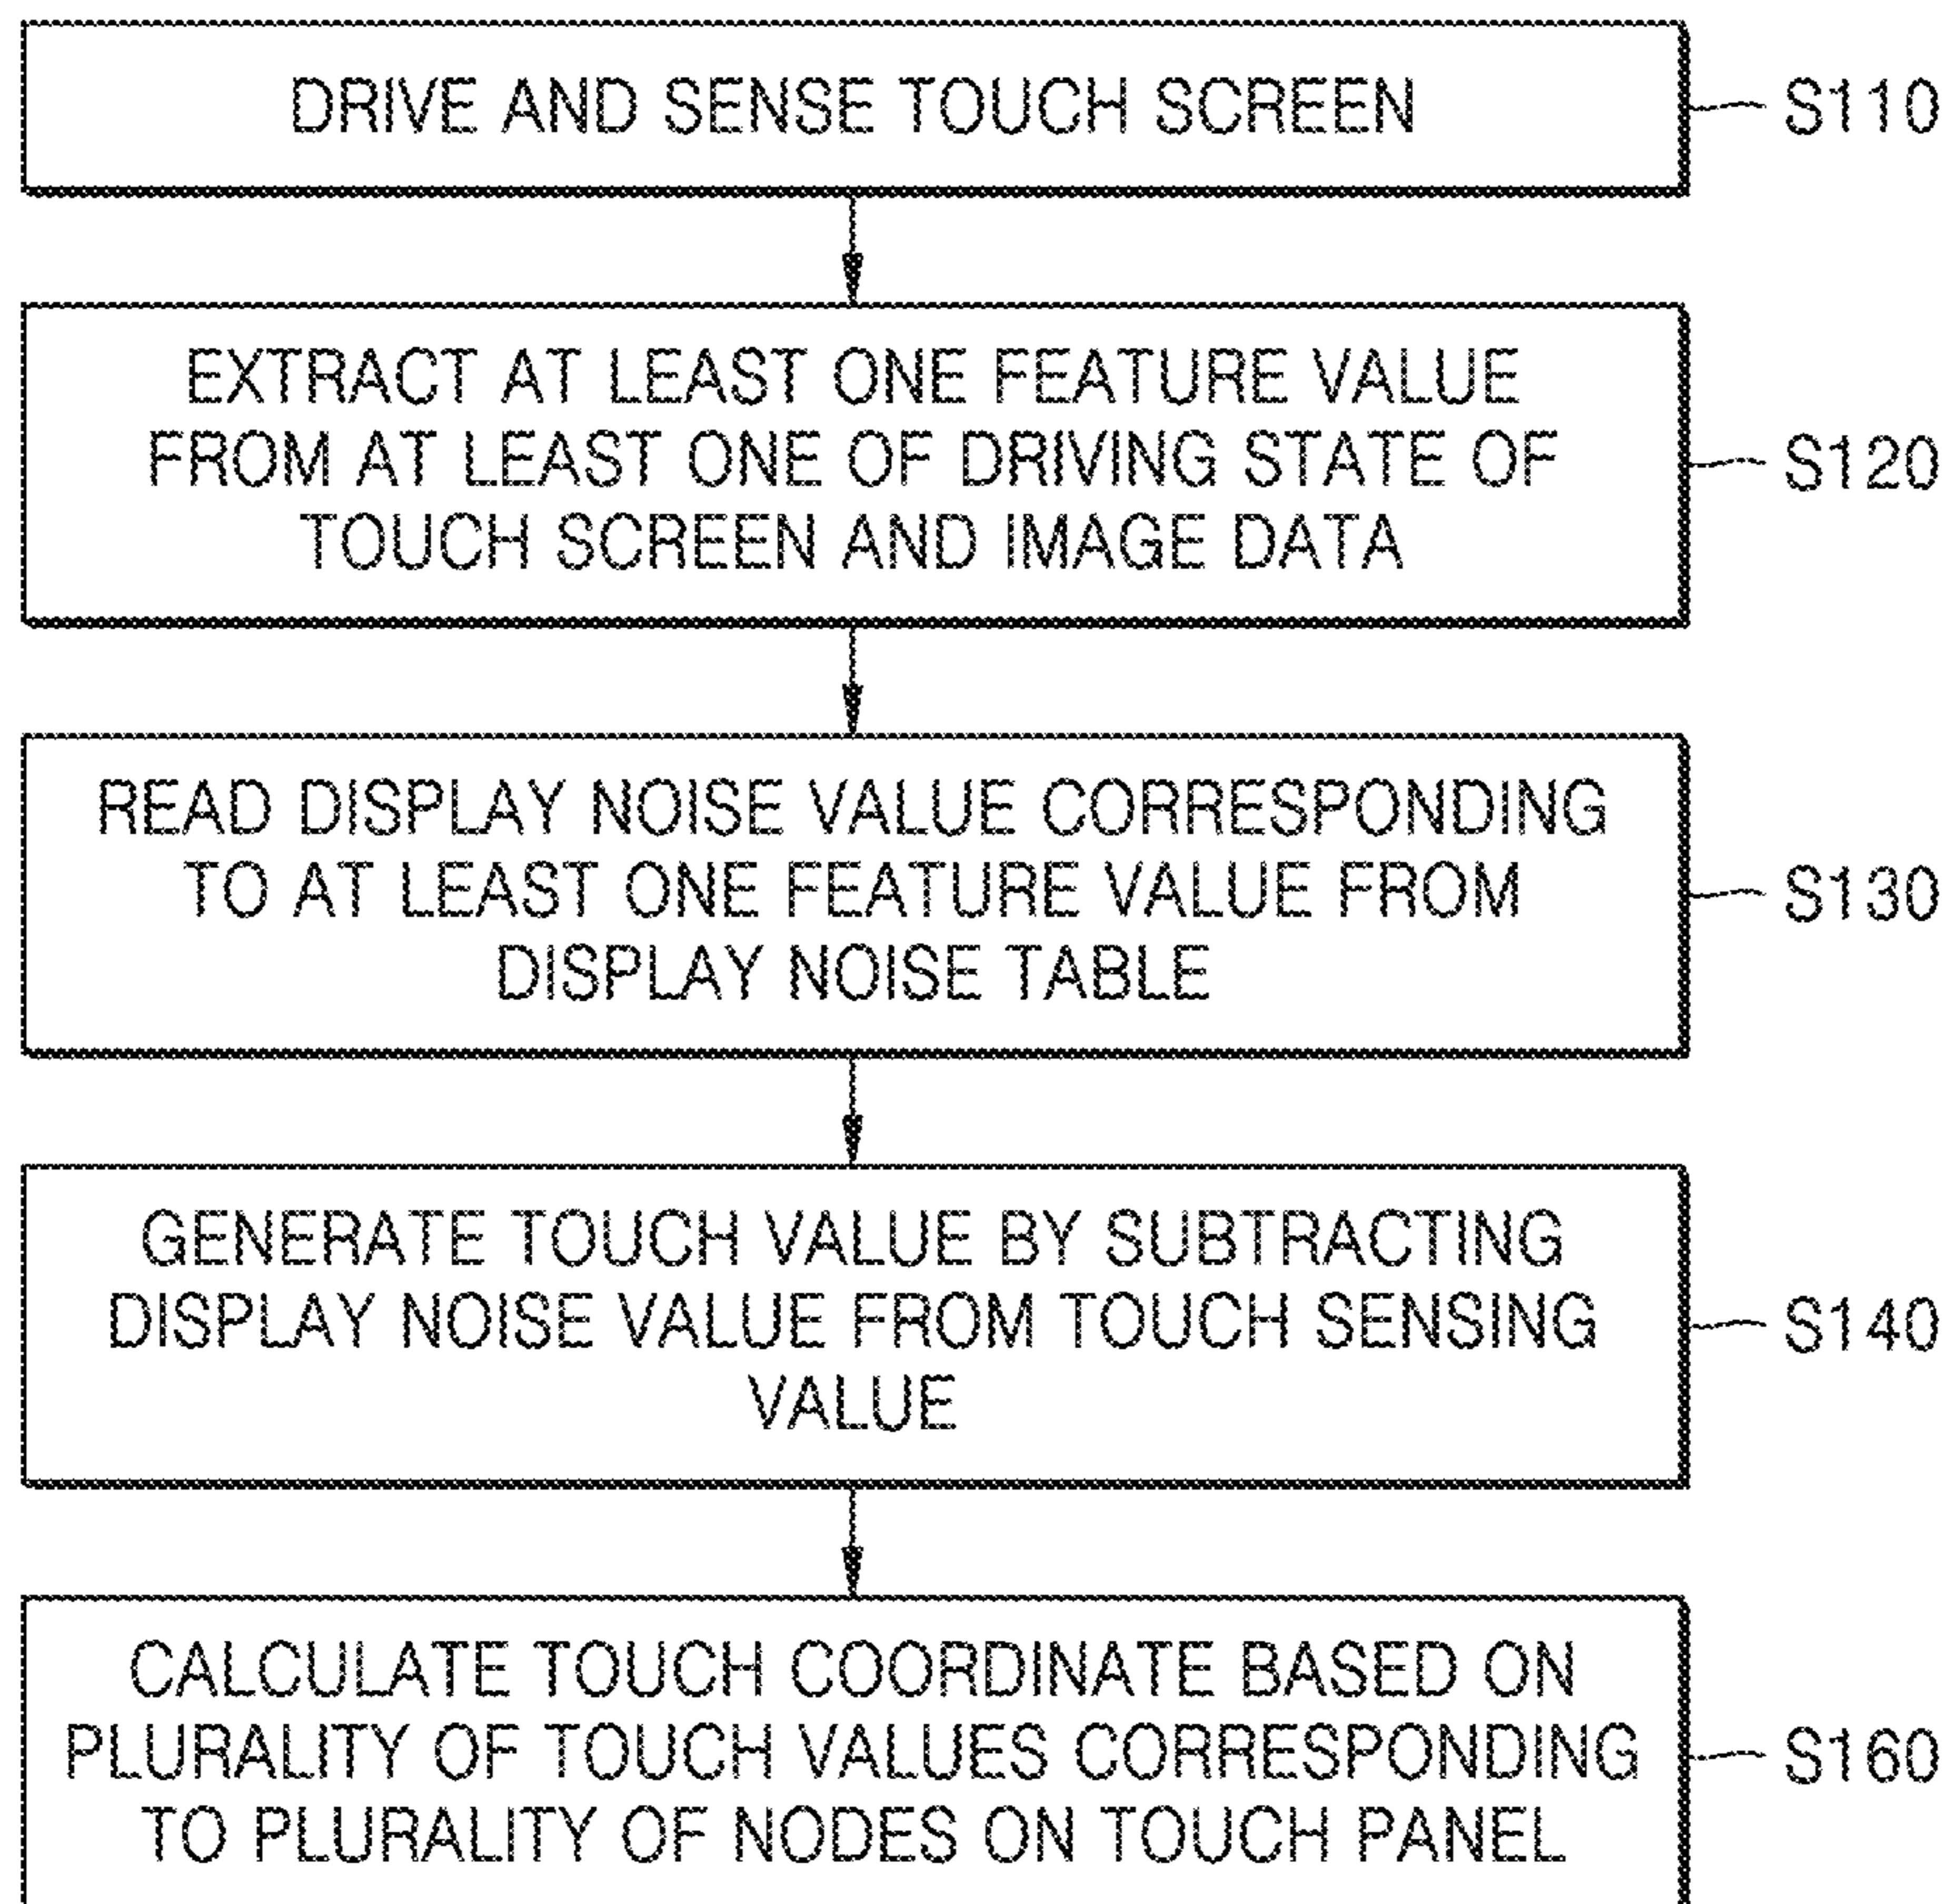 DRIVE AND SENSE TOUCH SCREEN
S110
EXTRACT AT LEAST ONE FEATURE VALUE
FROM AT LEAST ONE OF DRIVING STATE OF
TOUCH SCREEN AND IMAGE DATA
S120
READ DISPLAY NOISE VALUE CORRESPONDING
TO AT LEAST ONE FEATURE VALUE FROM
DISPLAY NOISE TABLE
S130
GENERATE TOUCH VALUE BY SUBTRACTING
DISPLAY NOISE VALUE FROM TOUCH SENSING
VALUE
S140
CALCULATE TOUCH COORDINATE BASED ON
PLURALITY OF TOUCH VALUES CORRESPONDING
TO PLURALITY OF NODES ON TOUCH PANEL
S160